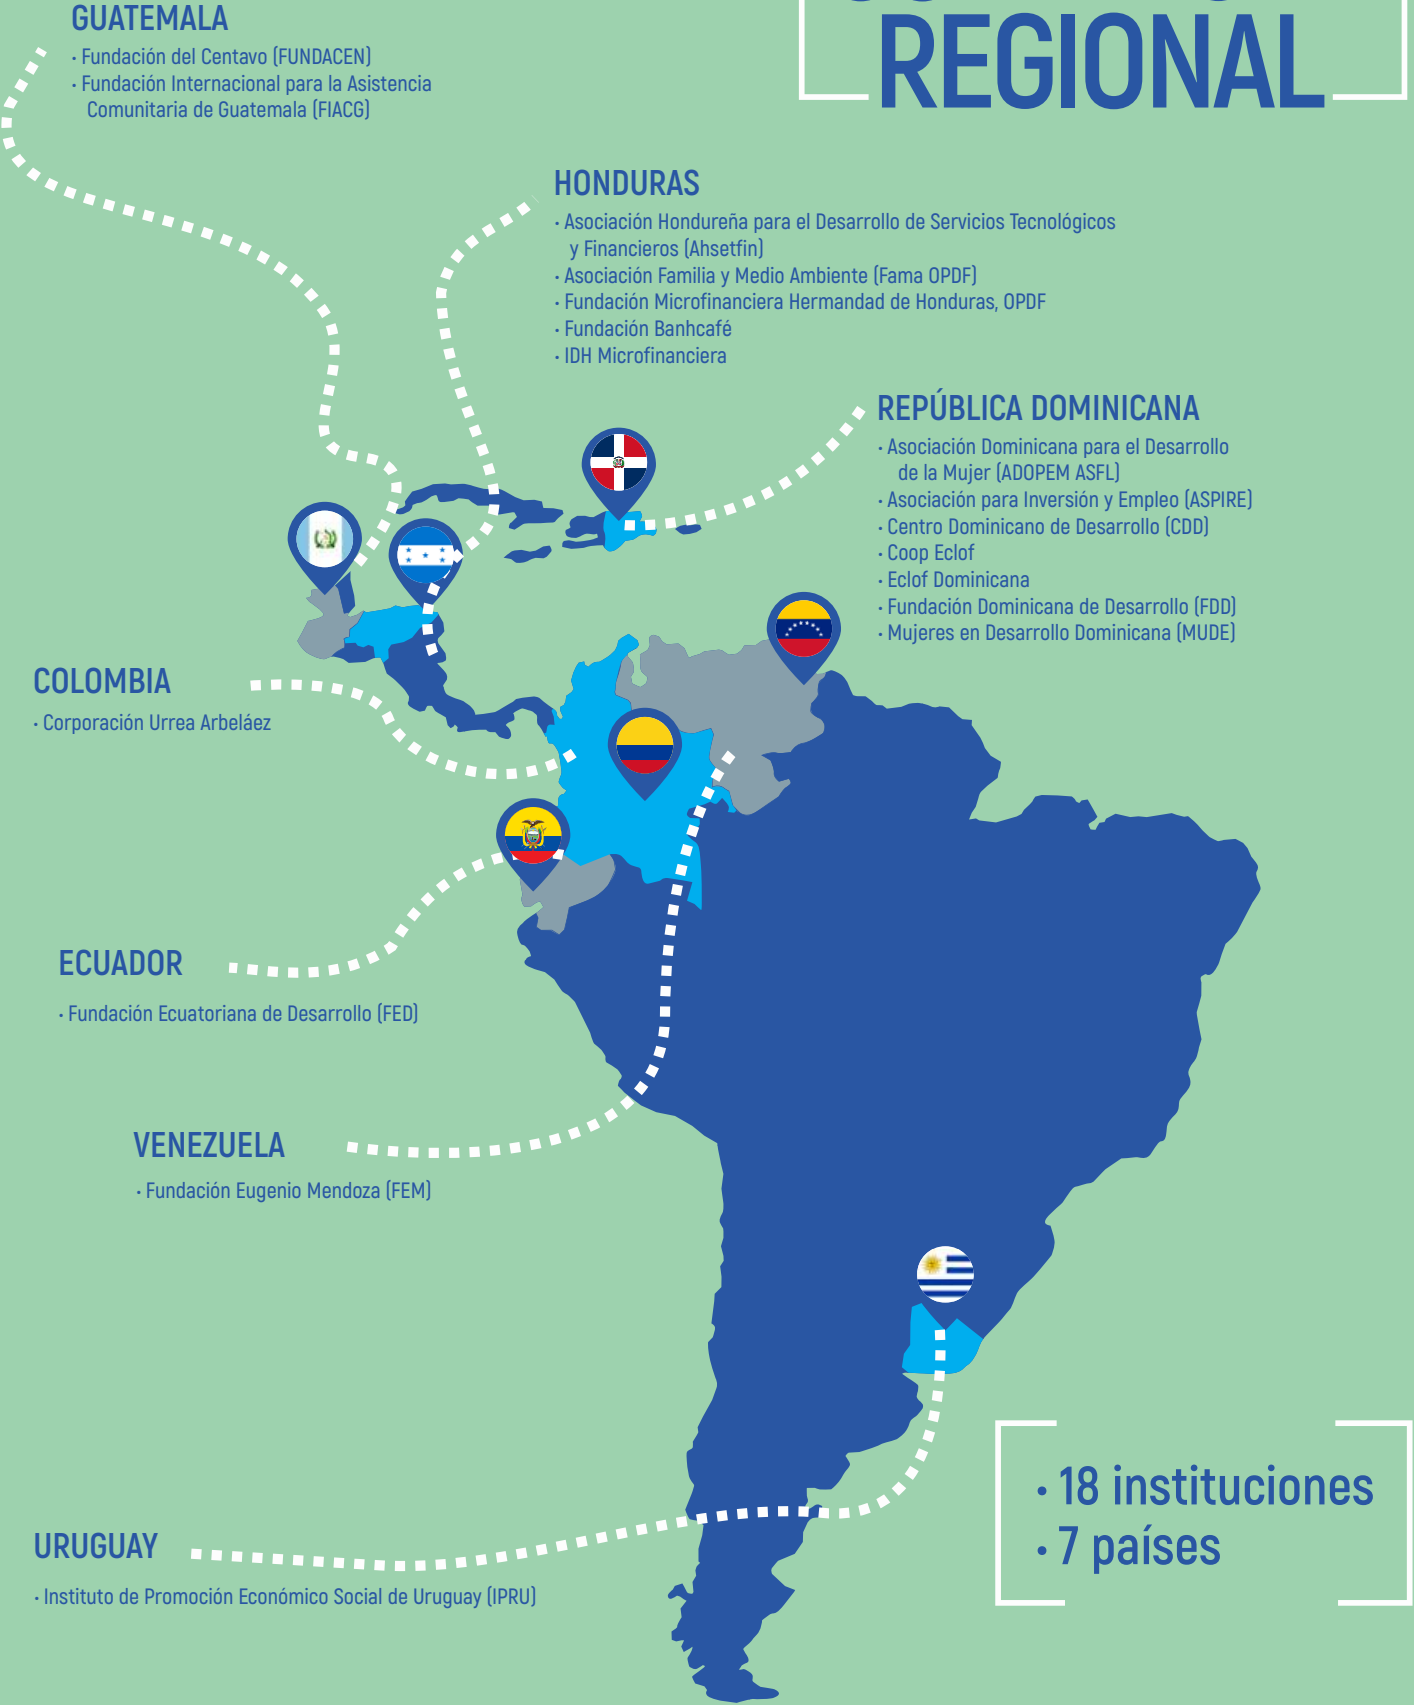 GUATEMALA
· Fundación del Centavo (FUNDACEN)
· Fundación Internacional para la Asistencia
Comunitaria de Guatemala (FIACG)
REGIONAL
HONDURAS
· Asociación Hondureña para el Desarrollo de Servicios Tecnológicos
y Financieros (Ahsetfin)
· Asociación Familia y Medio Ambiente (Fama OPDF)
· Fundación Microfinanciera Hermandad de Honduras, OPDF
· Fundación Banhcafé
· IDH Microfinanciera
REPÚBLICA DOMINICANA
· Asociación Dominicana para el Desarrollo
de la Mujer (ADOPEM ASFL)
· Asociación para Inversión y Empleo (ASPIRE)
· Centro Dominicano de Desarrollo (CDD)
· Coop Eclof
· Eclof Dominicana
· Fundación Dominicana de Desarrollo (FDD)
· Mujeres en Desarrollo Dominicana (MUDE)
COLOMBIA
· Corporación Urrea Arbeláez
ECUADOR
· Fundación Ecuatoriana de Desarrollo (FED)
VENEZUELA
· Fundación Eugenio Mendoza (FEM)
· 18 instituciones
· 7 países
URUGUAY
· Instituto de Promoción Económico Social de Uruguay (IPRU)